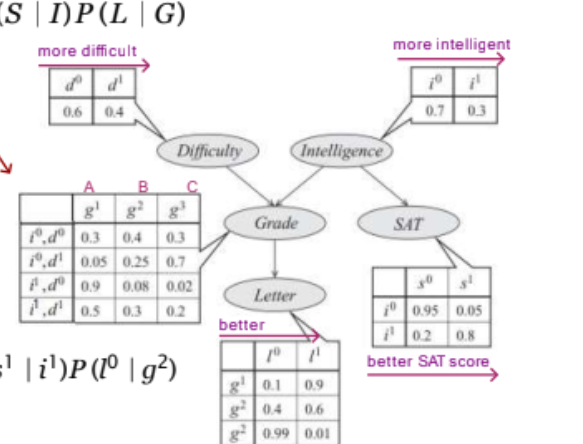 (S | I)P(L | G)
more difficult
more intelligent
d⁰ d¹
0.6 0.4
i⁰ i¹
0.7 0.3
Difficulty
Intelligence
A B C
g¹ g² g³
i⁰,d⁰ 0.3 0.4 0.3
i⁰,d¹ 0.05 0.25 0.7
i¹,d⁰ 0.9 0.08 0.02
i¹,d¹ 0.5 0.3 0.2
Grade
SAT
Letter
s⁰ s¹
i⁰ 0.95 0.05
i¹ 0.2 0.8
better
better SAT score
s¹ | i¹)P(l⁰ | g²)
l⁰ l¹
g¹ 0.1 0.9
g² 0.4 0.6
g² 0.99 0.01